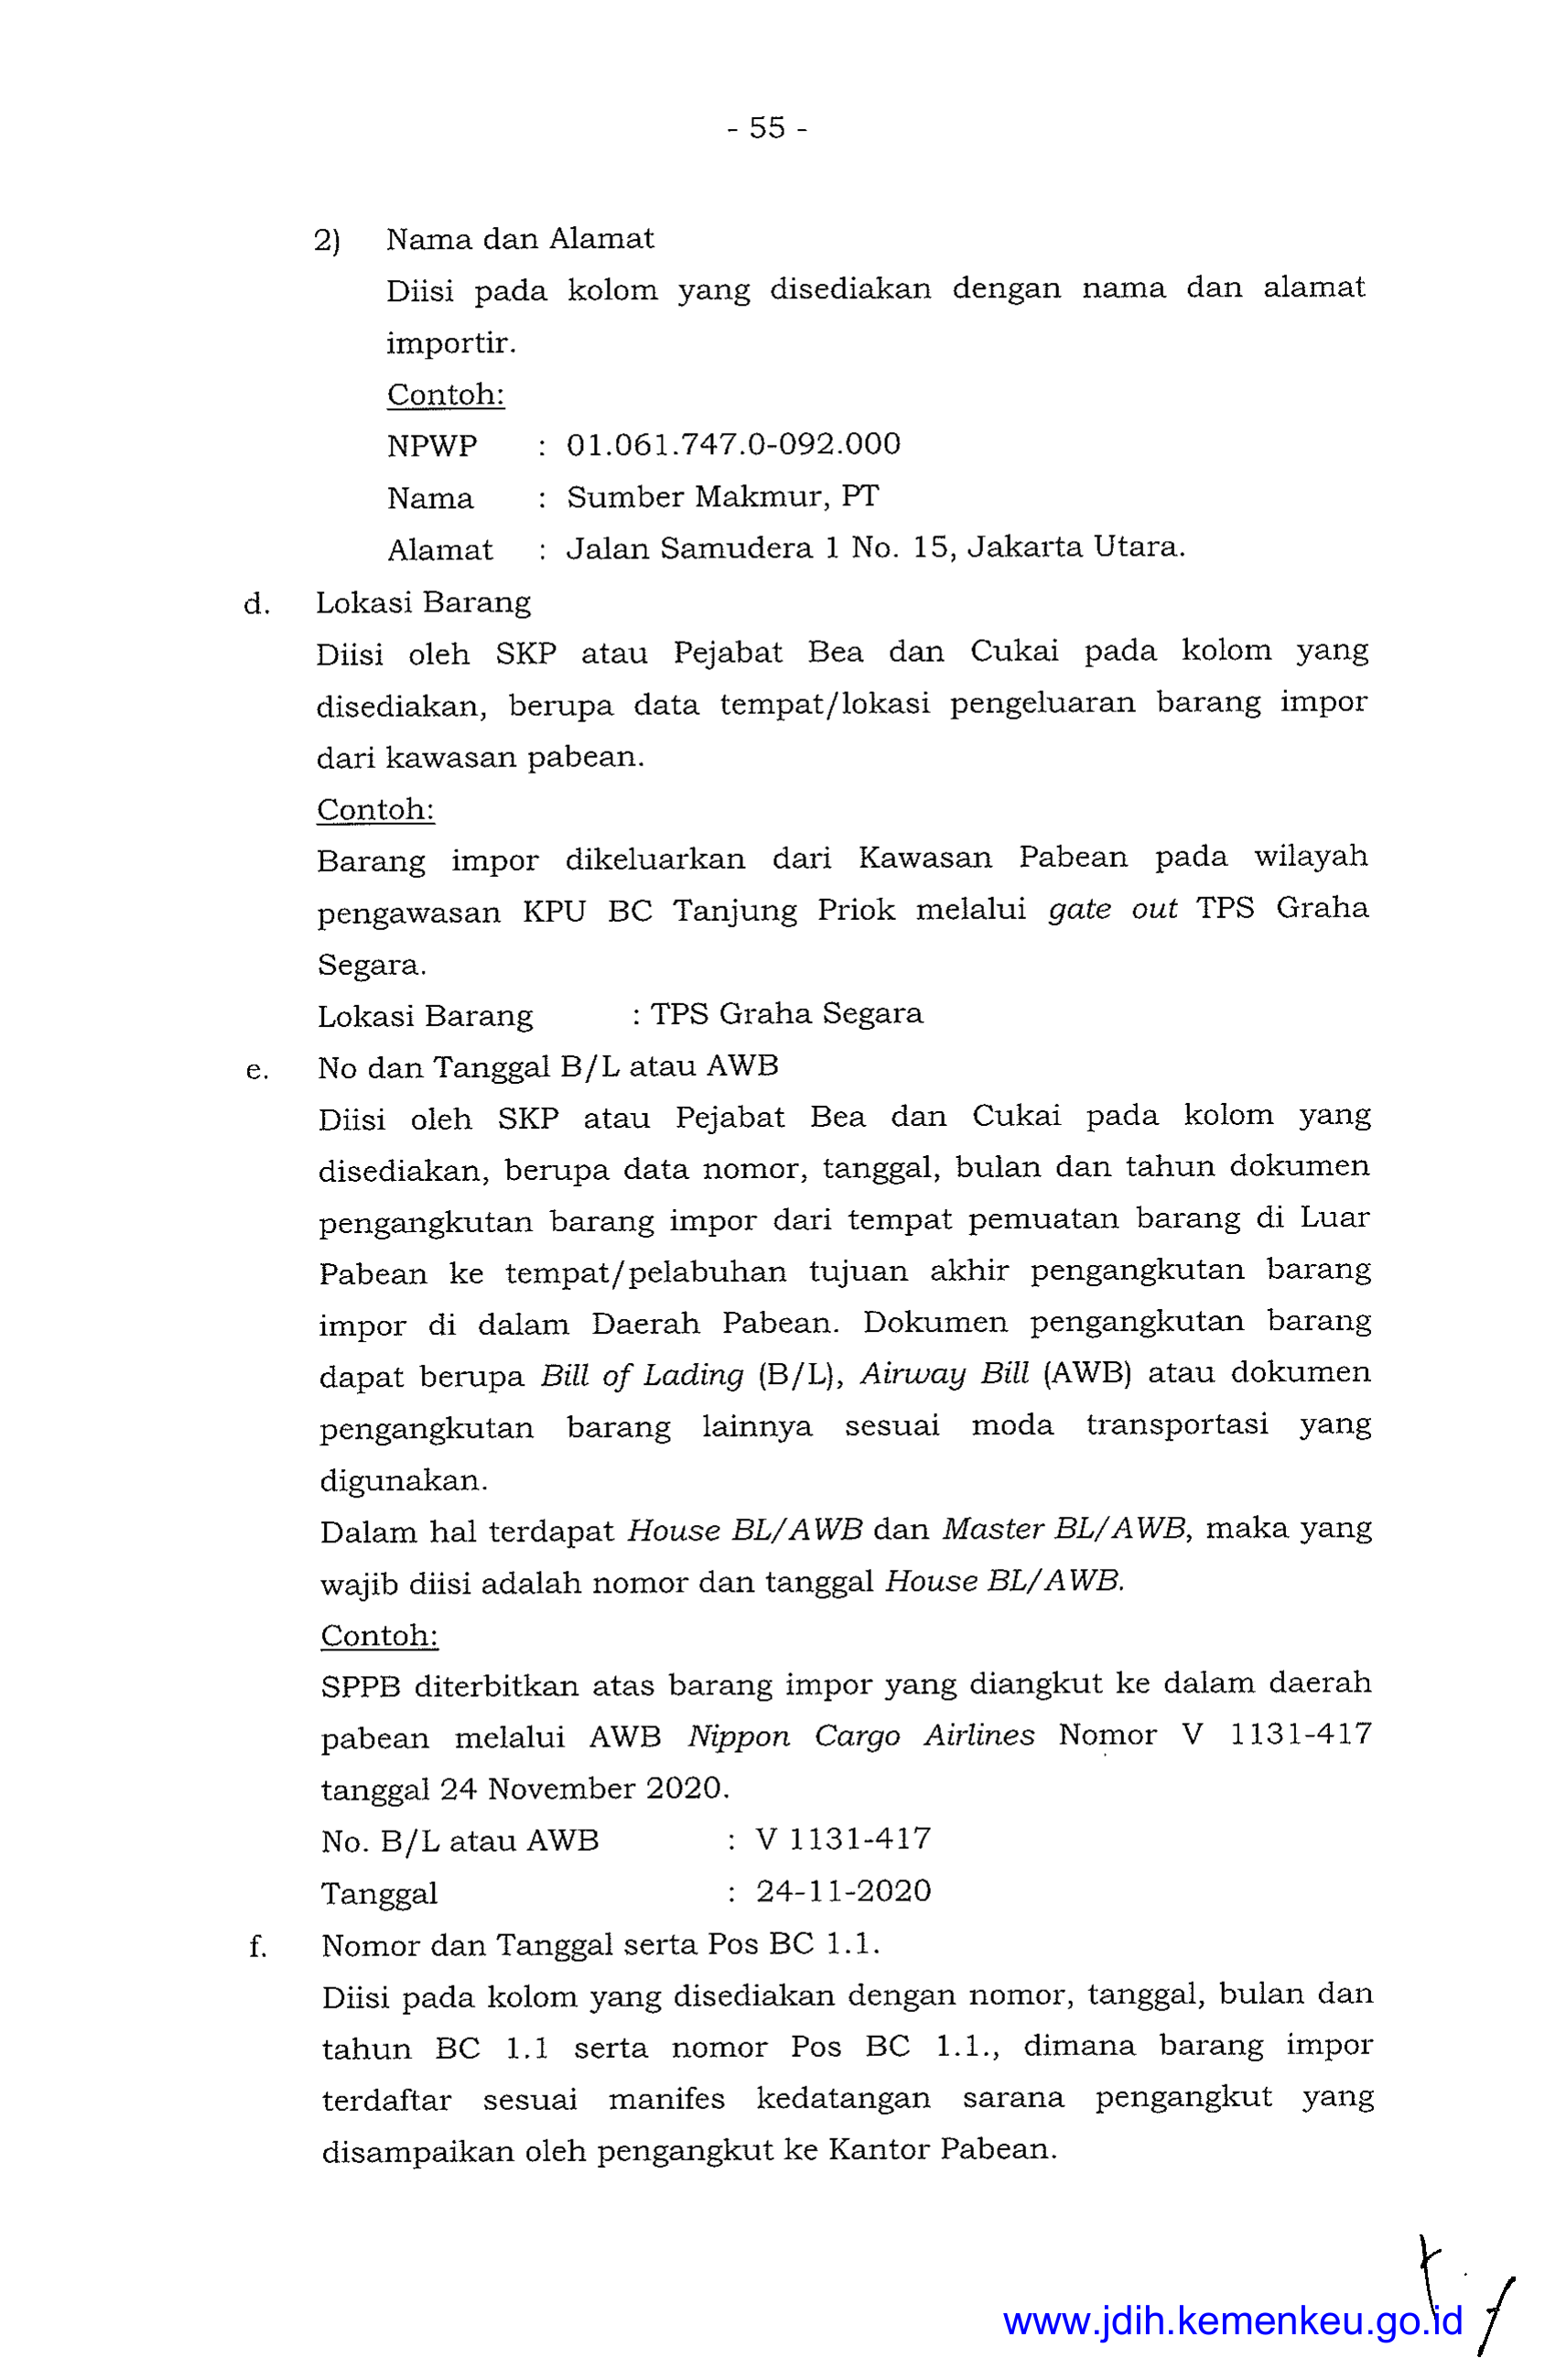 - 55 -
2) Nama dan Alamat
Diisi pada kolom yang disediakan dengan nama dan alamat
importir.
Contoh:
NPWP : 01.061.747.0-092.000
Nama : Sumber Makmur, PT
Alamat : Jalan Samudera 1 No. 15, Jakarta Utara.
d. Lokasi Barang
Diisi oleh SKP atau Pejabat Bea dan Cukai pada kolom yang
disediakan, berupa data tempat/lokasi pengeluaran barang impor
dari kawasan pabean.
Contoh:
Barang impor dikeluarkan dari Kawasan Pabean pada wilayah
pengawasan KPU BC Tanjung Priok melalui gate out TPS Graha
Segara.
Lokasi Barang : TPS Graha Segara
e. No dan Tanggal B/L atau AWB
Diisi oleh SKP atau Pejabat Bea dan Cukai pada kolom yang
disediakan, berupa data nomor, tanggal, bulan dan tahun dokumen
pengangkutan barang impor dari tempat pemuatan barang di Luar
Pabean ke tempat/pelabuhan tujuan akhir pengangkutan barang
impor di dalam Daerah Pabean. Dokumen pengangkutan barang
dapat berupa Bill of Lading (B/L), Airway Bill (AWB) atau dokumen
pengangkutan barang lainnya sesuai moda transportasi yang
digunakan.
Dalam hal terdapat House BL/AWB dan Master BL/AWB, maka yang
wajib diisi adalah nomor dan tanggal House BL/AWB.
Contoh:
SPPB diterbitkan atas barang impor yang diangkut ke dalam daerah
pabean melalui AWB Nippon Cargo Airlines Nomor V 1131-417
tanggal 24 November 2020.
No. B/L atau AWB : V 1131-417
Tanggal : 24-11-2020
f. Nomor dan Tanggal serta Pos BC 1.1.
Diisi pada kolom yang disediakan dengan nomor, tanggal, bulan dan
tahun BC 1.1 serta nomor Pos BC 1.1., dimana barang impor
terdaftar sesuai manifes kedatangan sarana pengangkut yang
disampaikan oleh pengangkut ke Kantor Pabean.
www.jdih.kemenkeu.go.id